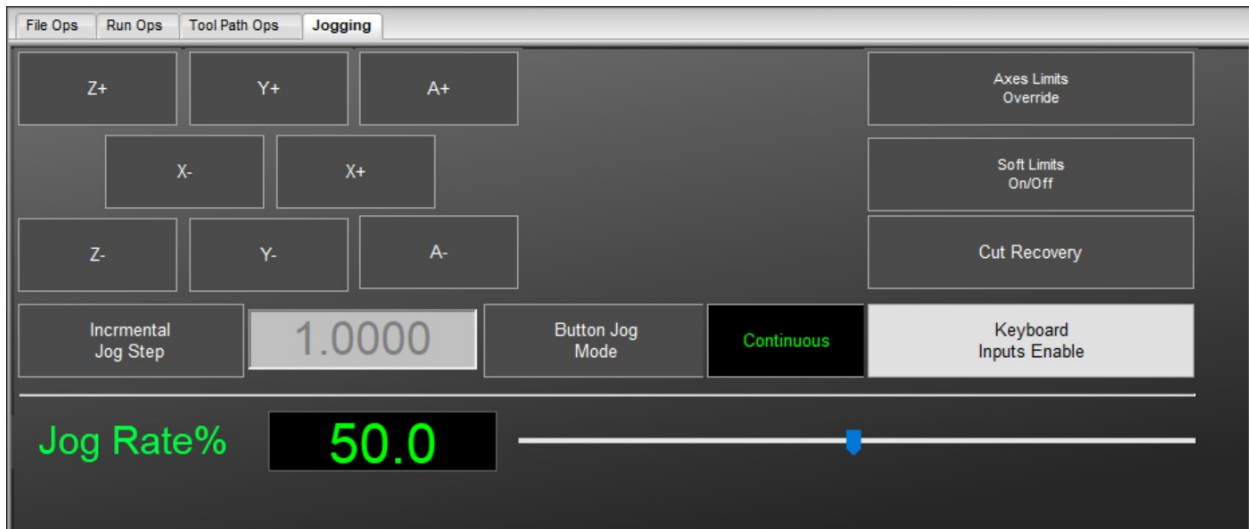 File Ops
Run Ops
Tool Path Ops
Jogging
Z+
Y+
A+
Axes Limits
Override
X-
X+
Soft Limits
On/Off
Z-
Y-
A-
Cut Recovery
Incrmental
Jog Step
1.0000
Button Jog
Mode
Continuous
Keyboard
Inputs Enable
Jog Rate%
50.0